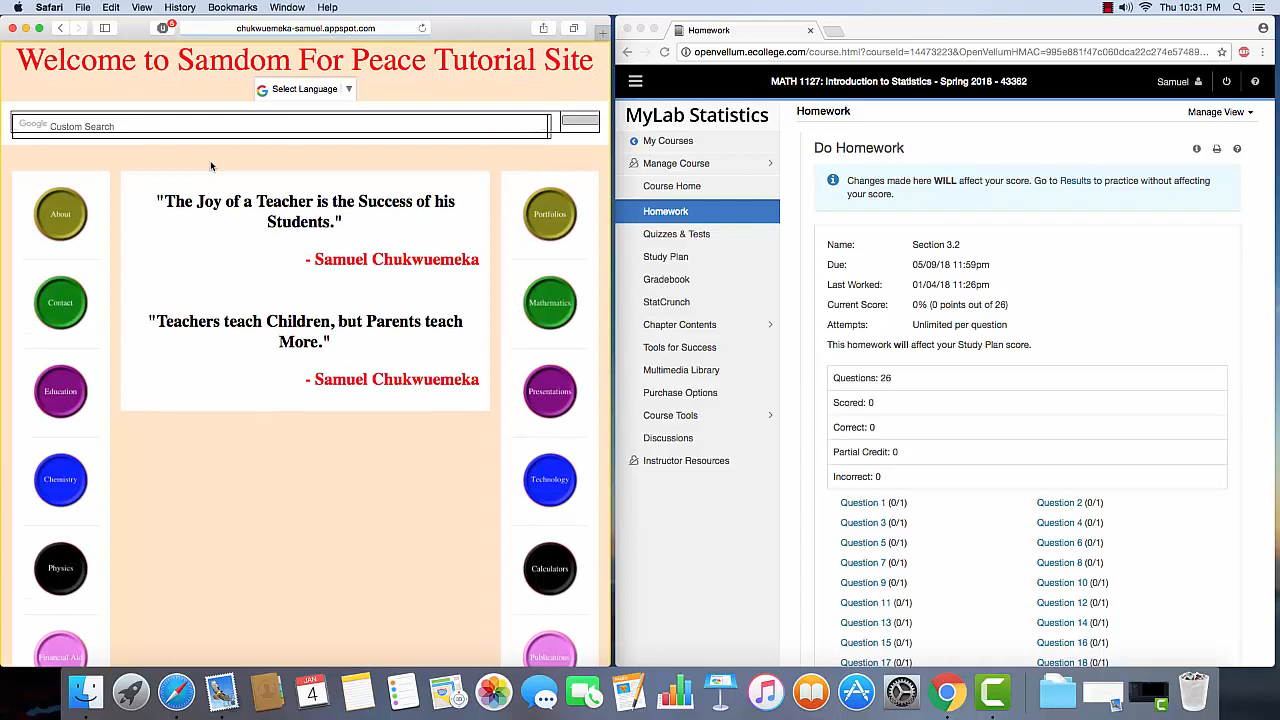 Safari File Edit View History Bookmarks Window Help
Thu Jan 4 10:31 PM
5
chukwuemeka-samuel.appspot.com
Welcome to Samdom For Peace Tutorial Site
G Select Language ▼
Google Custom Search
About
Contact
Education
Chemistry
Physics
Financial Aid
"The Joy of a Teacher is the Success of his
Students."
- Samuel Chukwuemeka
"Teachers teach Children, but Parents teach
More."
- Samuel Chukwuemeka
Portfolios
Mathematics
Presentations
Technology
Calculators
Publications
Homework
openvellum.ecollege.com/course.html?courseId=14473223&OpenVellumHMAC=995e881f47c060dca22c274e57489...
MATH 1127: Introduction to Statistics - Spring 2018 - 43362
Samuel
MyLab Statistics
My Courses
Manage Course
Course Home
Homework
Quizzes & Tests
Study Plan
Gradebook
StatCrunch
Chapter Contents
Tools for Success
Multimedia Library
Purchase Options
Course Tools
Discussions
Instructor Resources
Homework
Manage View
Do Homework
Changes made here WILL affect your score. Go to Results to practice without affecting
your score.
Name: Section 3.2
Due: 05/09/18 11:59pm
Last Worked: 01/04/18 11:26pm
Current Score: 0% (0 points out of 26)
Attempts: Unlimited per question
This homework will affect your Study Plan score.
Questions: 26
Scored: 0
Correct: 0
Partial Credit: 0
Incorrect: 0
Question 1 (0/1) Question 2 (0/1)
Question 3 (0/1) Question 4 (0/1)
Question 5 (0/1) Question 6 (0/1)
Question 7 (0/1) Question 8 (0/1)
Question 9 (0/1) Question 10 (0/1)
Question 11 (0/1) Question 12 (0/1)
Question 13 (0/1) Question 14 (0/1)
Question 15 (0/1) Question 16 (0/1)
Question 17 (0/1) Question 18 (0/1)
JAN
4